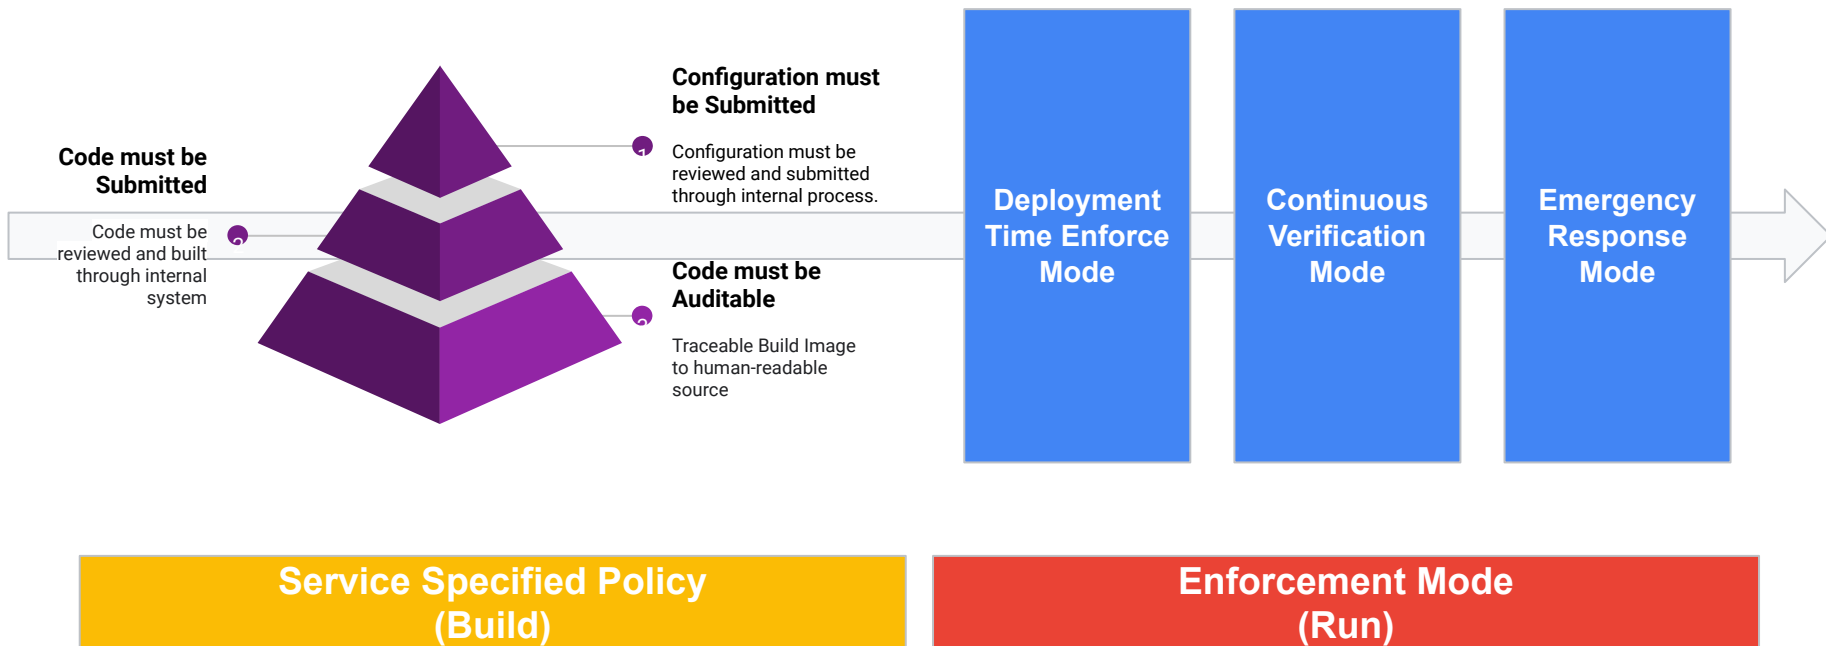 Configuration must
be Submitted
Configuration must be
reviewed and submitted
through internal process.
Code must be
Submitted
Code must be
reviewed and built
through internal
system
Code must be
Auditable
Traceable Build Image
to human-readable
source
Deployment
Time Enforce
Mode
Continuous
Verification
Mode
Emergency
Response
Mode
Service Specified Policy
(Build)
Enforcement Mode
(Run)